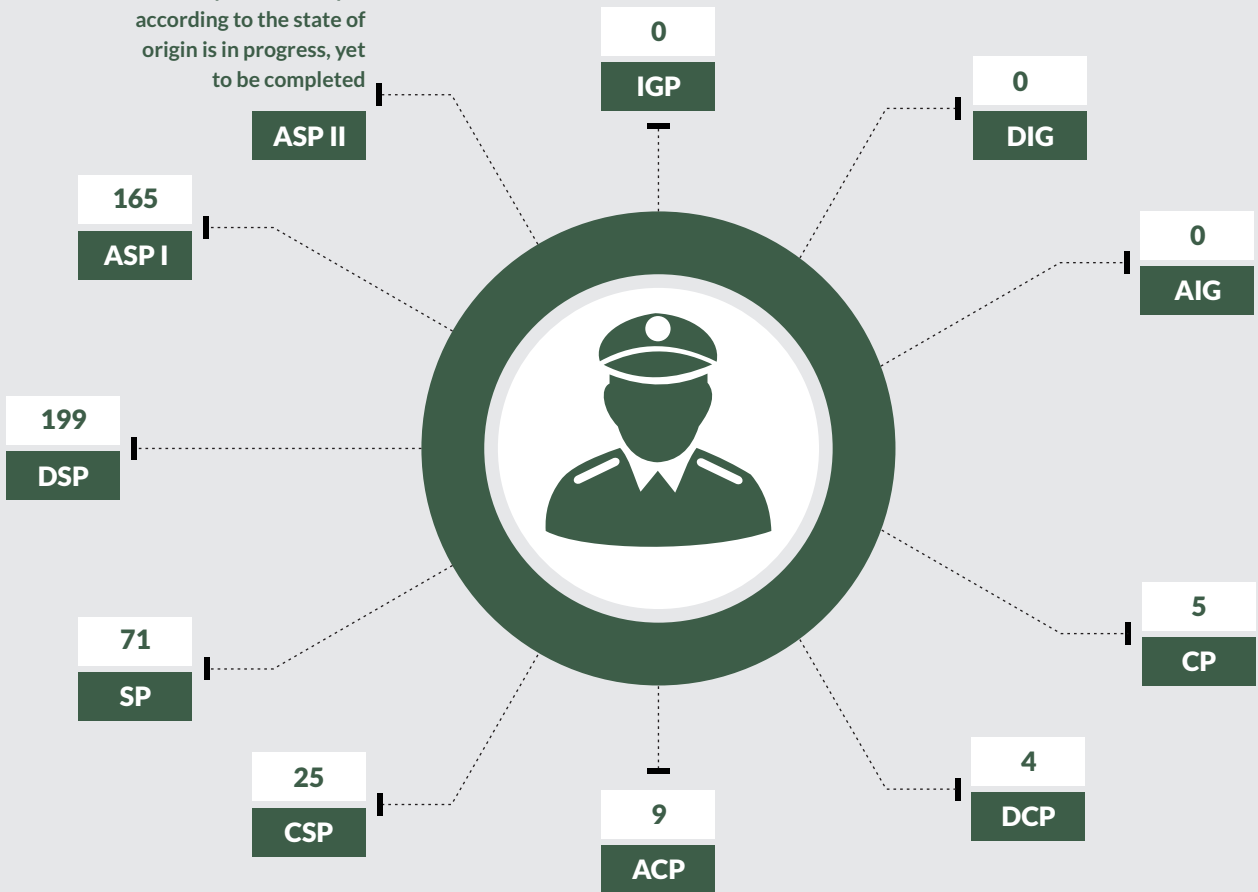 according to the state of
origin is in progress, yet
to be completed
ASP II
0
IGP
0
DIG
0
AIG
5
CP
4
DCP
9
ACP
25
CSP
71
SP
199
DSP
165
ASP I